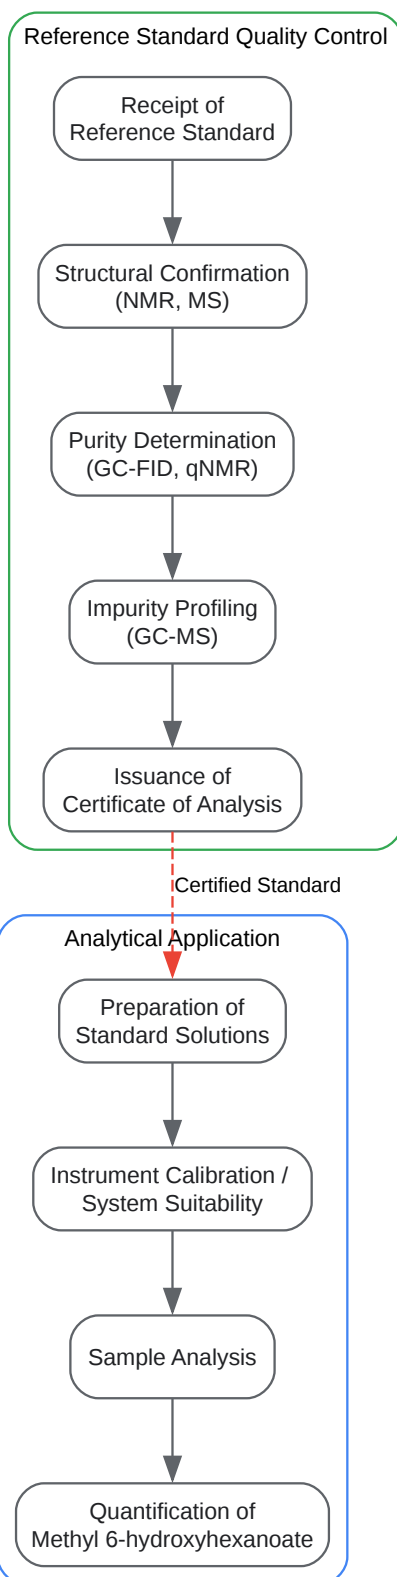 Reference Standard Quality Control
Receipt of
Reference Standard
Structural Confirmation
(NMR, MS)
Purity Determination
(GC-FID, qNMR)
Impurity Profiling
(GC-MS)
Issuance of
Certificate of Analysis
Certified Standard
Analytical Application
Preparation of
Standard Solutions
Instrument Calibration /
System Suitability
Sample Analysis
Quantification of
Methyl 6-hydroxyhexanoate